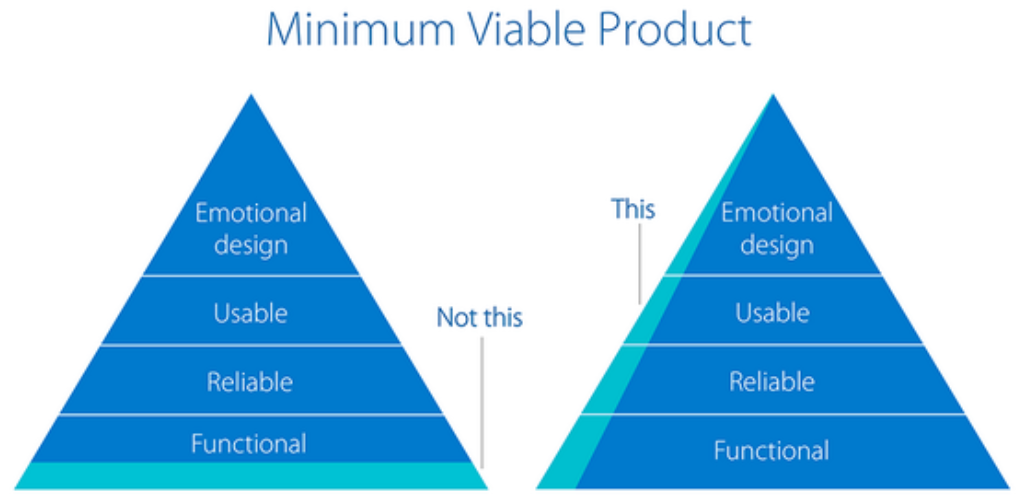 Minimum Viable Product
Emotional
design
Usable
Reliable
Functional
Not this
This
Emotional
design
Usable
Reliable
Functional